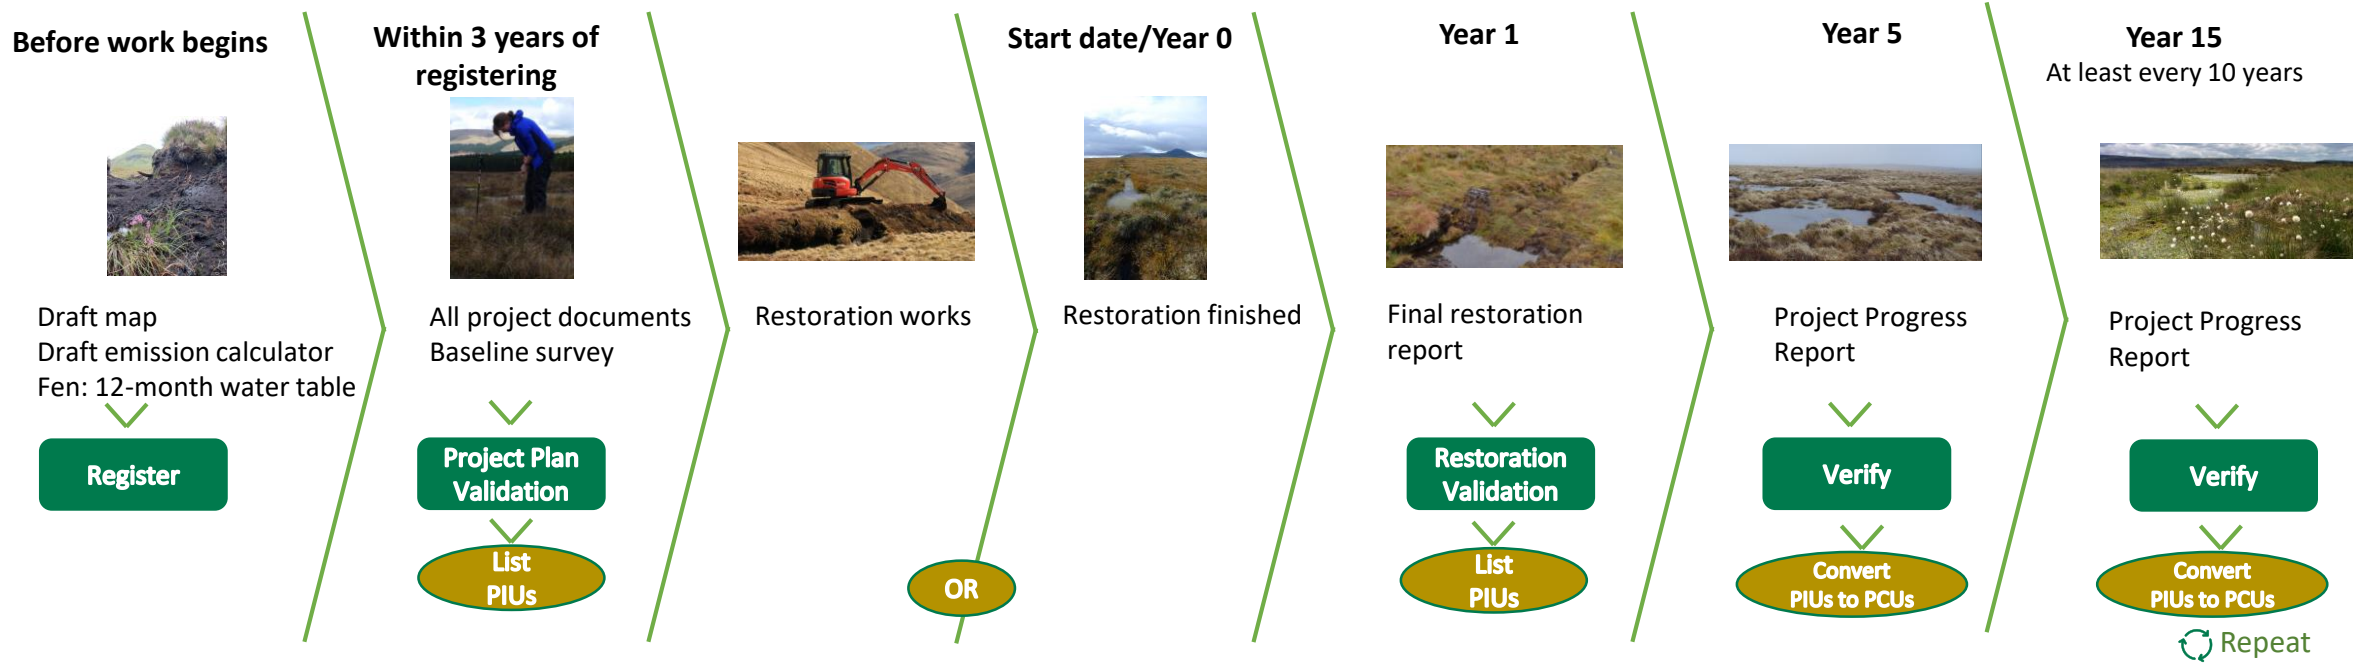 Before work begins
Draft map
Draft emission calculator
Fen: 12-month water table
Register
Within 3 years of
registering
All project documents
Baseline survey
Project Plan
Validation
List
PIUs
Restoration works
OR
Start date/Year 0
Restoration finished
Year 1
Final restoration
report
Restoration
Validation
List
PIUs
Year 5
Project Progress
Report
Verify
Convert
PIUs to PCUs
Year 15
At least every 10 years
Project Progress
Report
Verify
Convert
PIUs to PCUs
Repeat